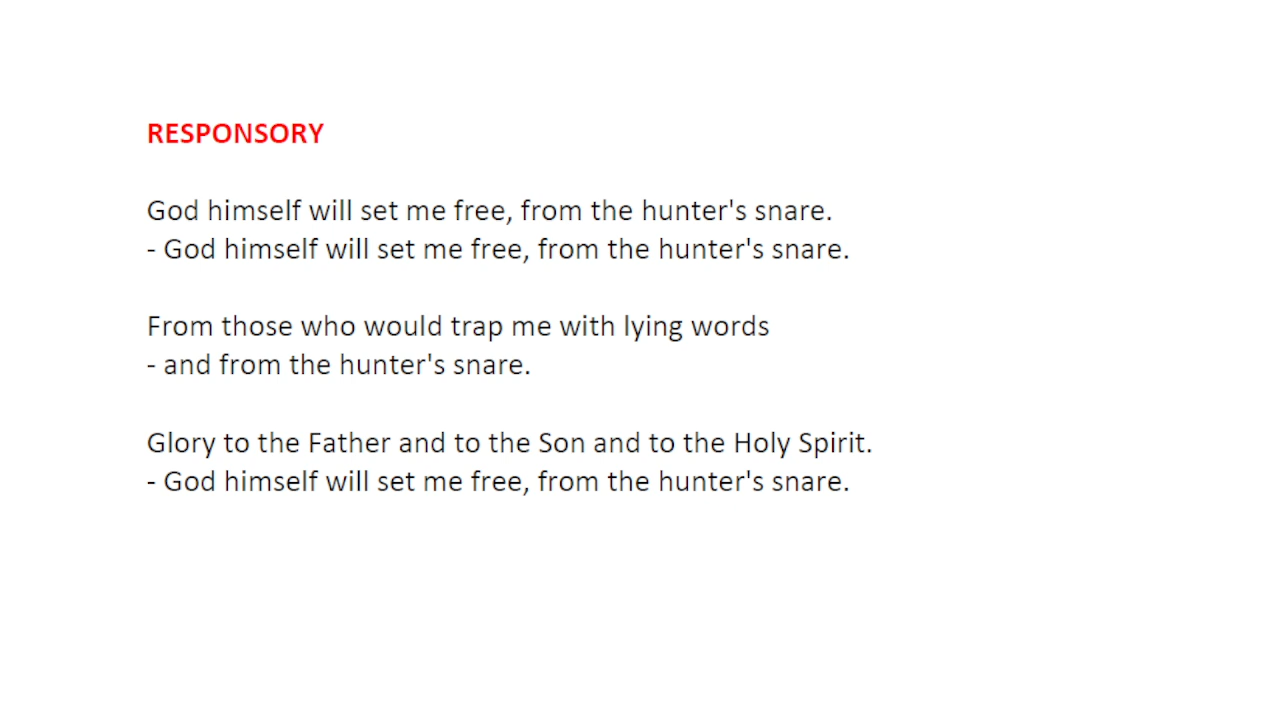 RESPONSORY
God himself will set me free, from the hunter's snare.
- God himself will set me free, from the hunter's snare.
From those who would trap me with lying words
- and from the hunter's snare.
Glory to the Father and to the Son and to the Holy Spirit.
- God himself will set me free, from the hunter's snare.